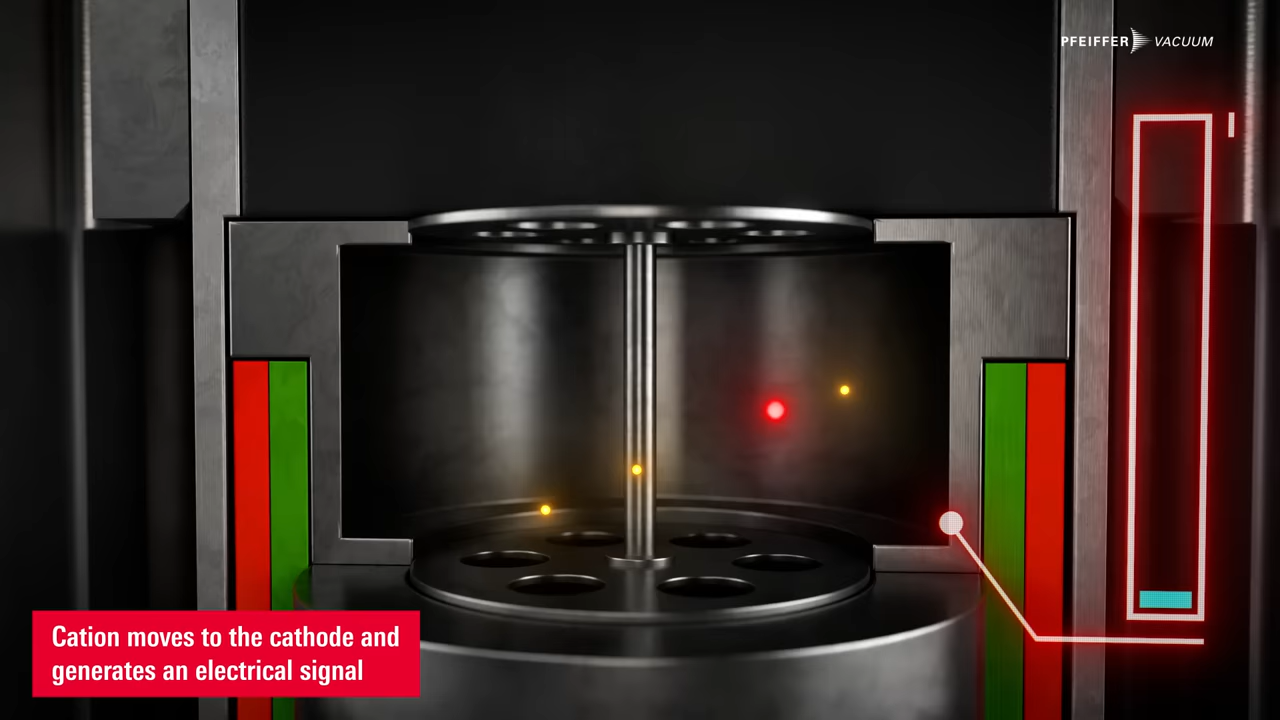 PFEIFFER VACUUM
Cation moves to the cathode and
generates an electrical signal